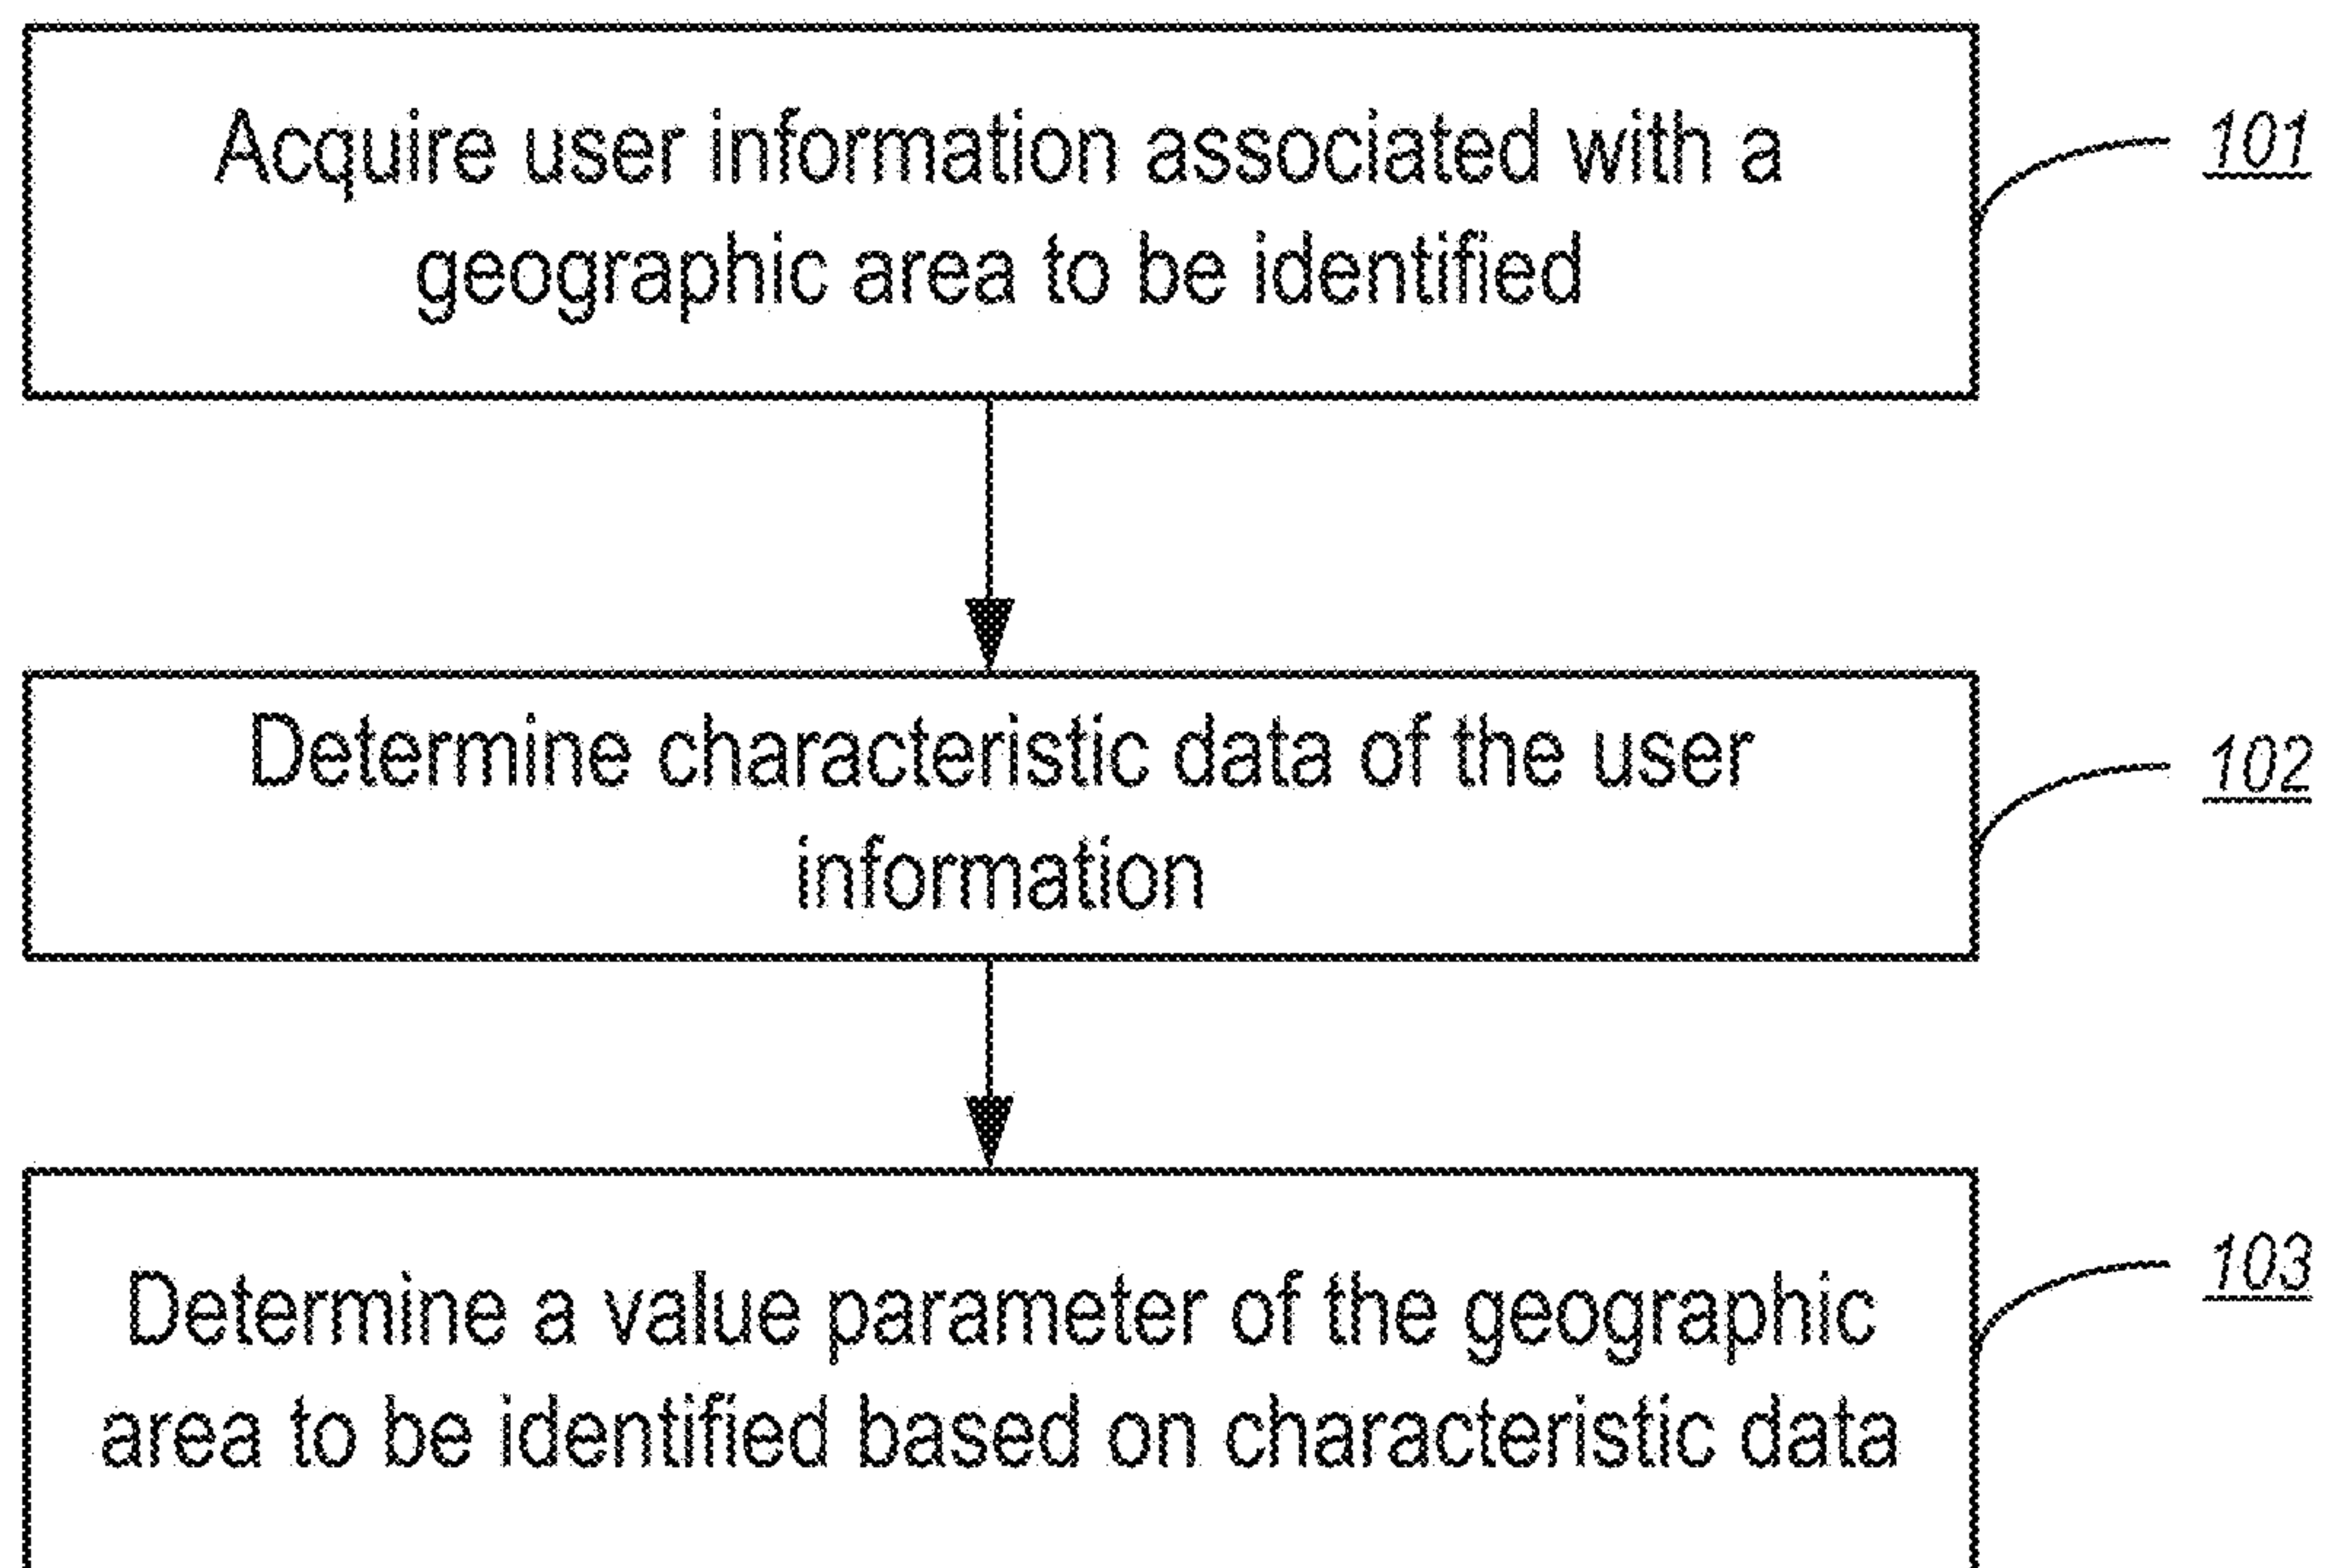 Acquire user information associated with a
geographic area to be identified
101
Determine characteristic data of the user
information
102
Determine a value parameter of the geographic
area to be identified based on characteristic data
103